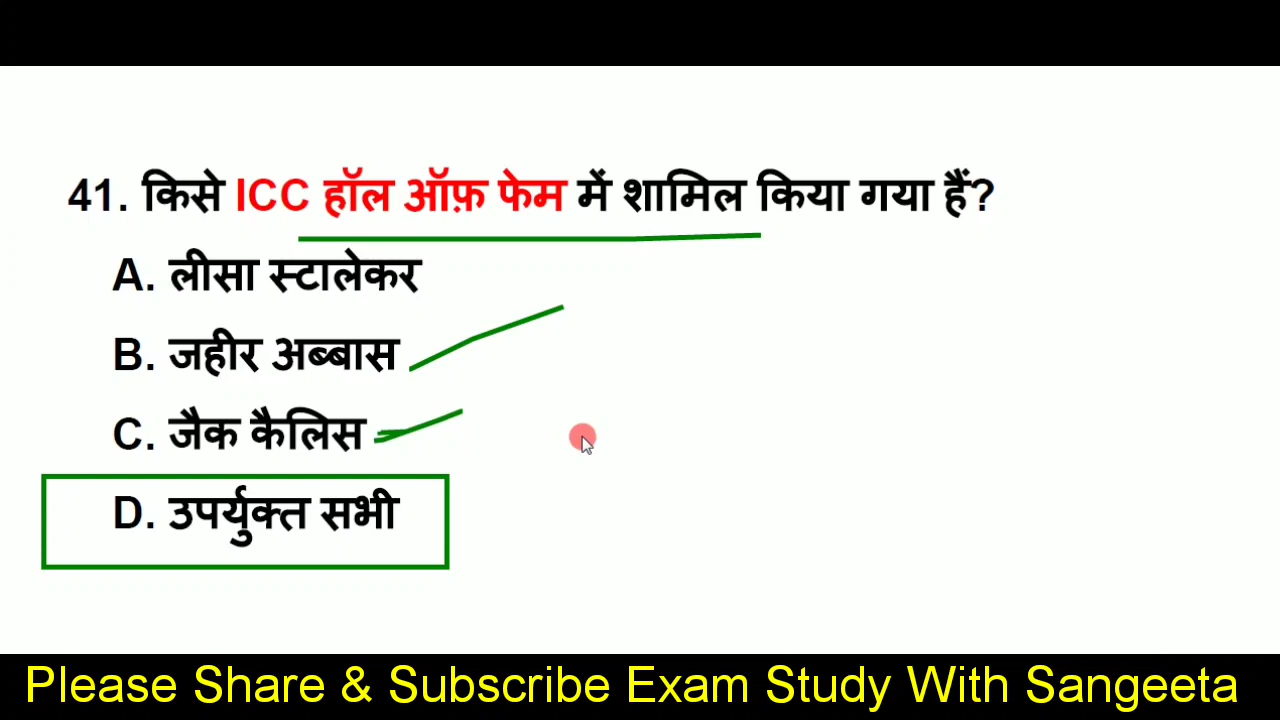 41. किसे ICC हॉल ऑफ़ फेम में शामिल किया गया हैं?
A. लीसा स्टालेकर
B. जहीर अब्बास
C. जैक कैलिस
D. उपर्युक्त सभी
Please Share & Subscribe Exam Study With Sangeeta